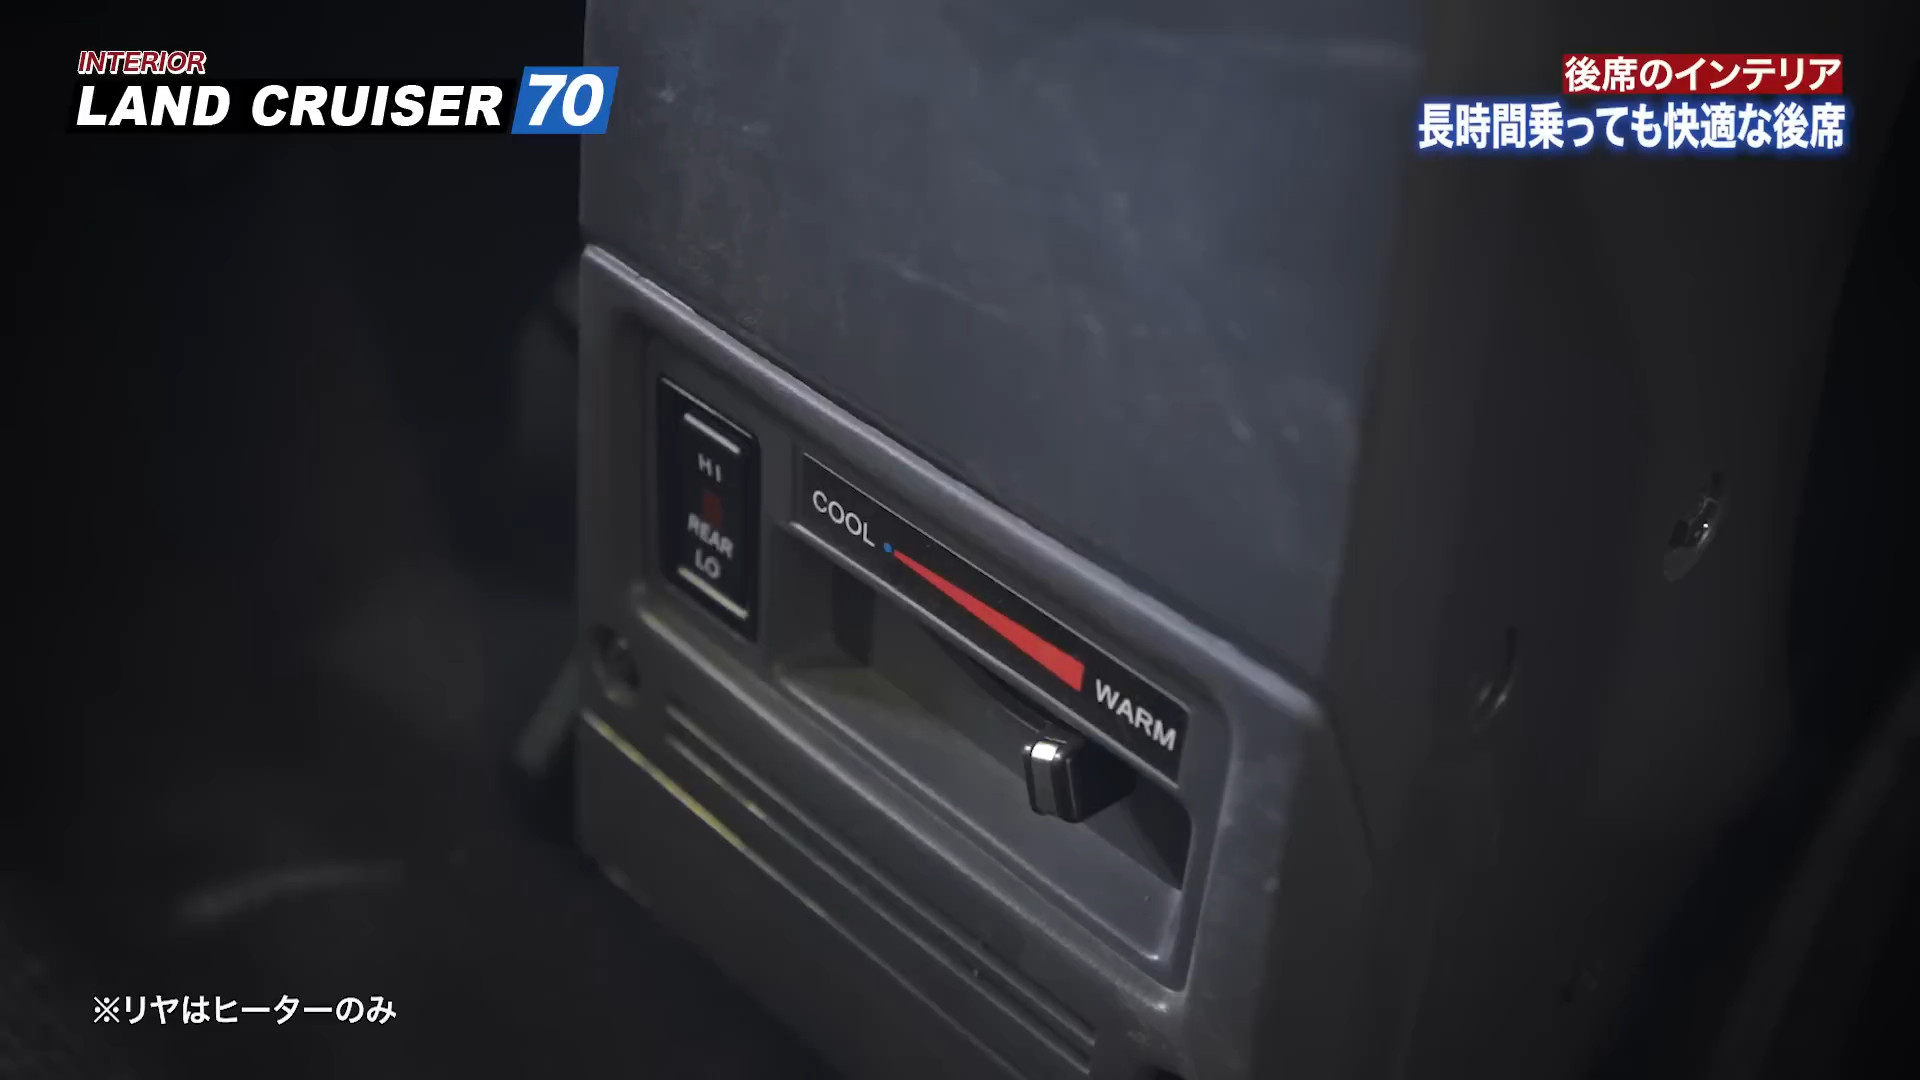 INTERIOR
LAND CRUISER 70
後席のインテリア
長時間乗っても快適な後席
HI
REAR
LO
COOL
WARM
※リヤはヒーターのみ